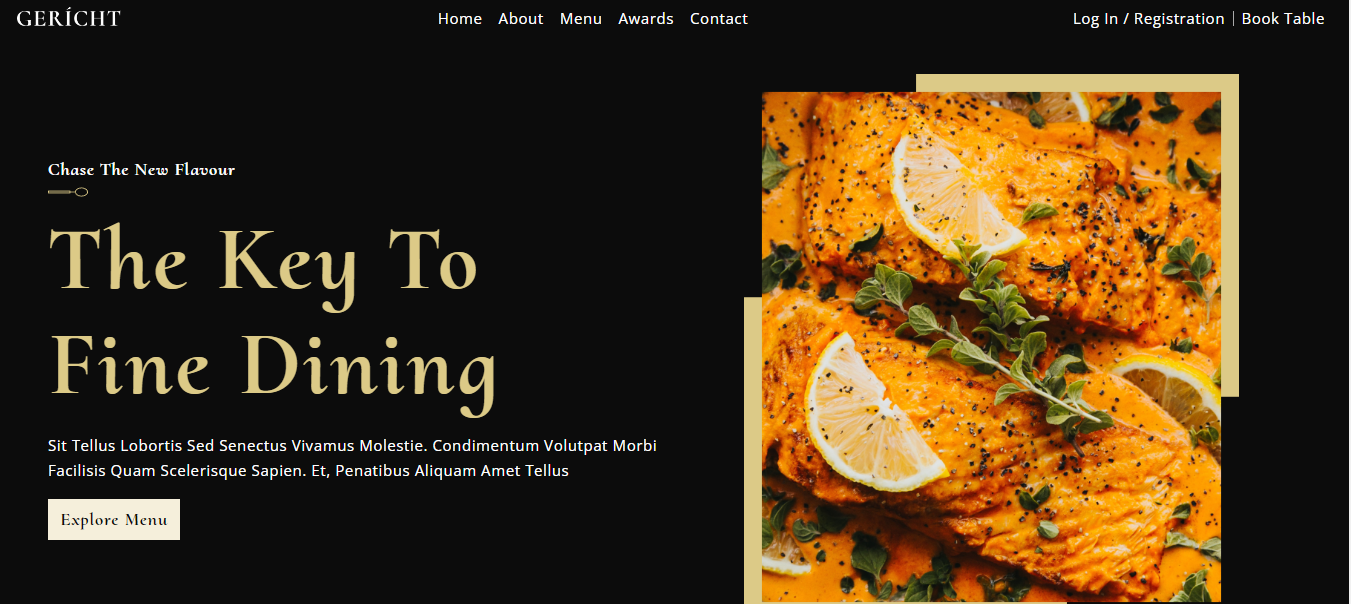 GERÍCHT
Home About Menu Awards Contact
Log In / Registration | Book Table
Chase The New Flavour
The Key To
Fine Dining
Sit Tellus Lobortis Sed Senectus Vivamus Molestie. Condimentum Volutpat Morbi
Facilisis Quam Scelerisque Sapien. Et, Penatibus Aliquam Amet Tellus
Explore Menu